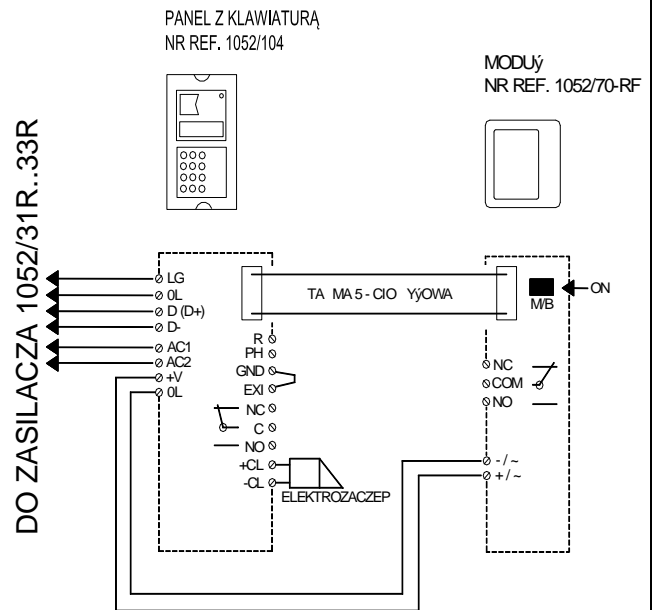 PANEL Z KLAWIATURĄ
NR REF. 1052/104
MODUý
NR REF. 1052/70-RF
DO ZASILACZA 1052/31R..33R
LG
0L
D (D+)
D-
AC1
AC2
+V
0L
TA MA 5 - CIO YýOWA
R
PH
GND
EXI
NC
C
NO
+CL
-CL
ELEKTROZACZEP
M/B
ON
NC
COM
NO
- / ~
+ / ~